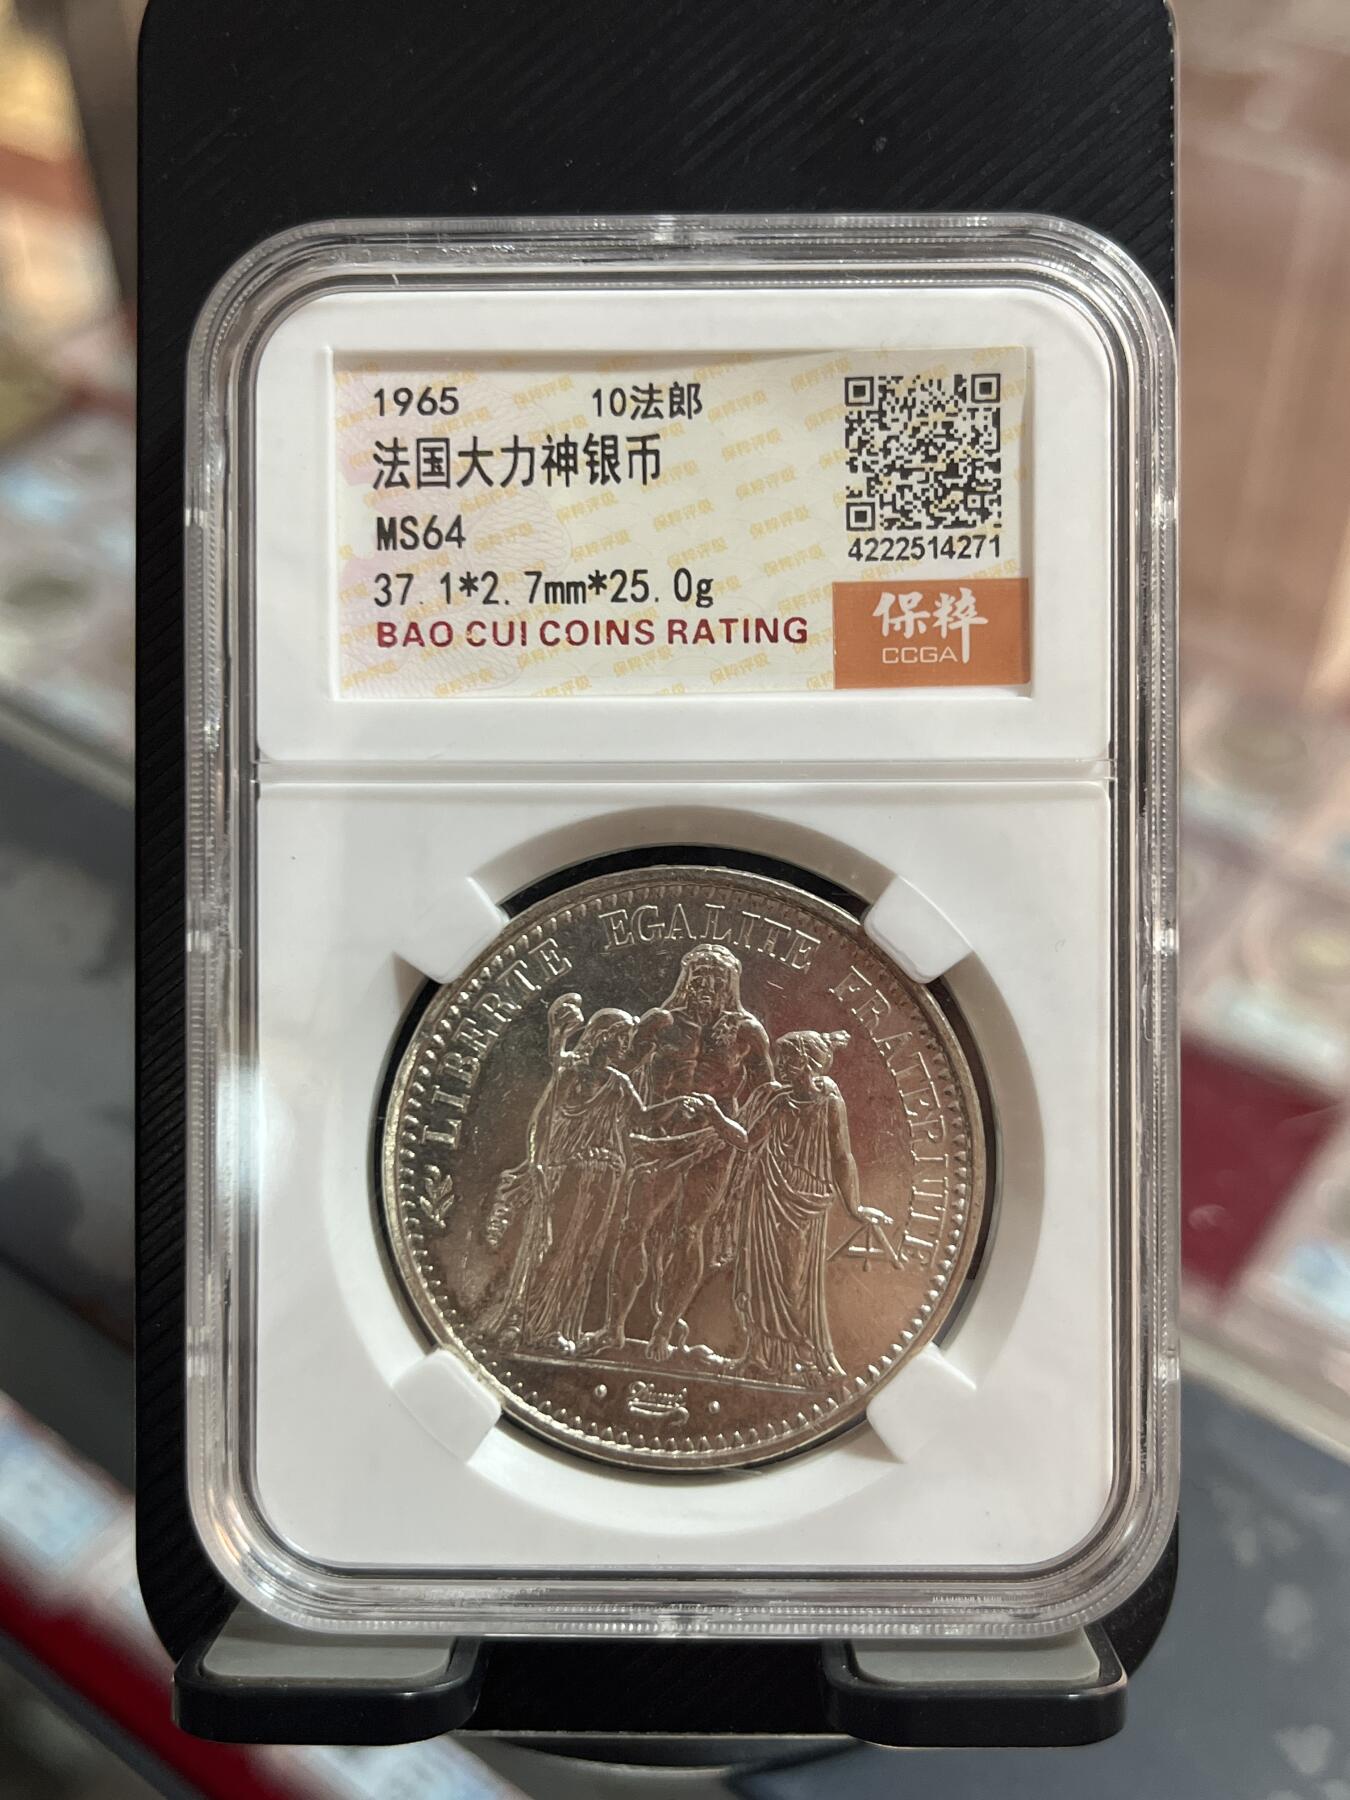 1965 10法郎
法国大力神银币
MS64
37.1*2.7mm*25.0g
BAO CUI COINS RATING
4222514271
保粹
CCGA
LIBERTE EGALITE FRATERNITE